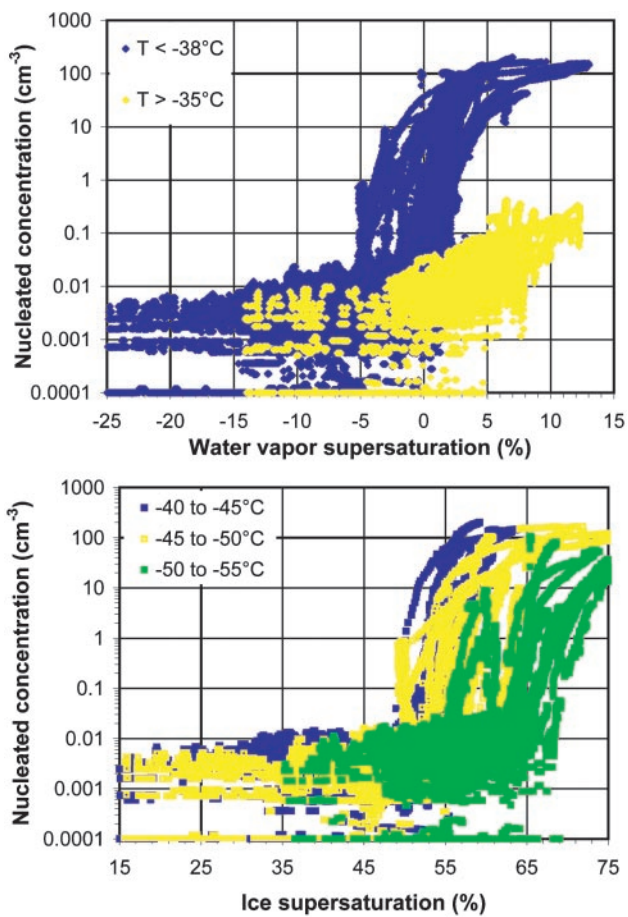 1000
100
10
1
0.1
0.01
0.001
0.0001
Nucleated concentration (cm-3)
T < -38°C
T > -35°C
-25 -20 -15 -10 -5 0 5 10 15
Water vapor supersaturation (%)
1000
100
10
1
0.1
0.01
0.001
0.0001
Nucleated concentration (cm-3)
-40 to -45°C
-45 to -50°C
-50 to -55°C
15 25 35 45 55 65 75
Ice supersaturation (%)